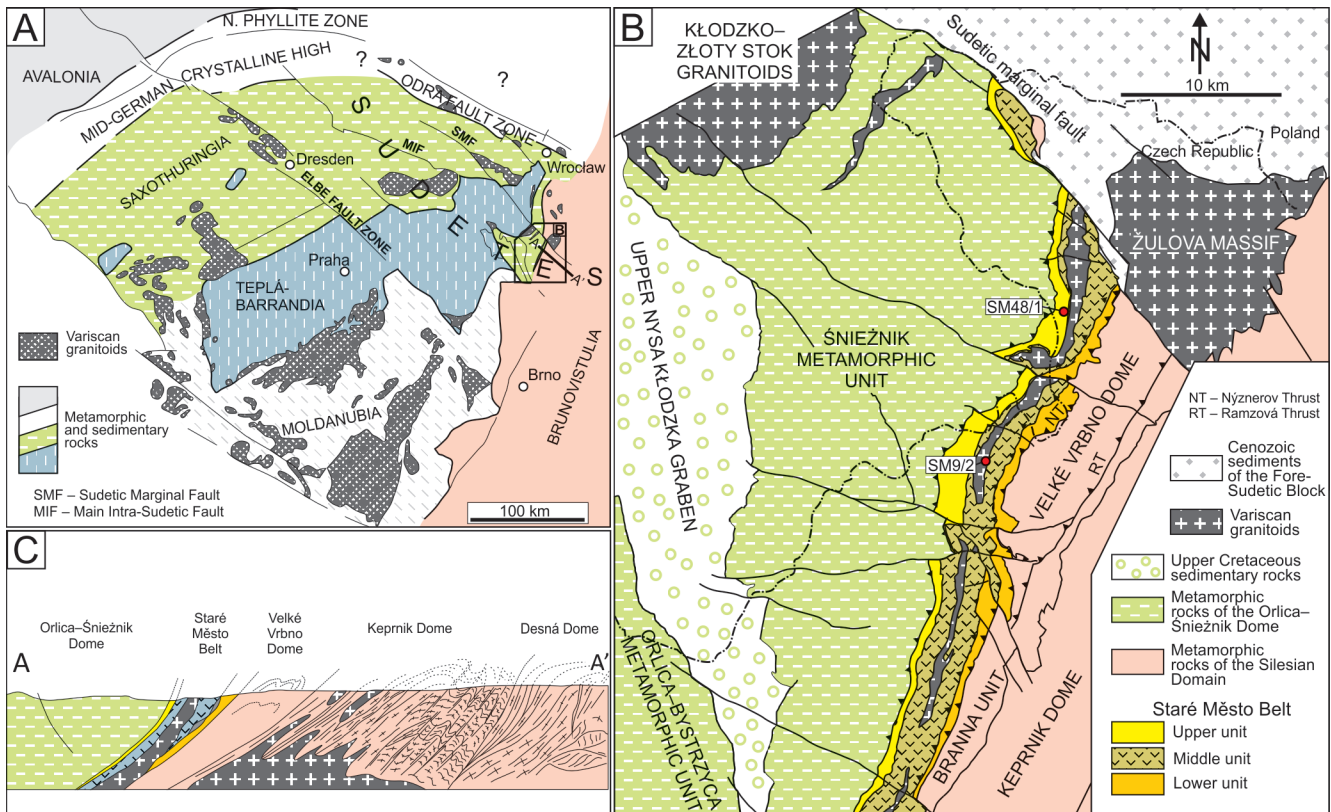 A
N. PHYLLITE ZONE
AVALONIA
MID-GERMAN CRYSTALLINE HIGH
?
?
ODRA FAULT ZONE
SAXOTHURINGIA
S U D E T E S
SMF
MIF
Dresden
Wrocław
ELBE FAULT ZONE
B
A
A'
Praha
TEPLÁ-
BARRANDIA
Brno
MOLDANUBIA
BRUNOVISTULIA
Variscan
granitoids
Metamorphic
and sedimentary
rocks
SMF – Sudetic Marginal Fault
MIF – Main Intra-Sudetic Fault
100 km
B
KŁODZKO–
ZŁOTY STOK
GRANITOIDS
Sudetic marginal fault
N
10 km
Poland
Czech Republic
ŽULOVA MASSIF
UPPER NYSA KŁODZKA GRABEN
SM48/1
ŚNIEŻNIK
METAMORPHIC
UNIT
SM9/2
NT
VELKÉ VRBNO DOME
RT
ORLICA-BYSTRZYCA
METAMORPHIC UNIT
BRANNA UNIT
KEPRNIK DOME
NT – Nýznerov Thrust
RT – Ramzová Thrust
Cenozoic
sediments
of the Fore-
Sudetic Block
Variscan
granitoids
Upper Cretaceous
sedimentary rocks
Metamorphic
rocks of the Orlica–
Śnieżnik Dome
Metamorphic
rocks of the Silesian
Domain
Staré Město Belt
Upper unit
Middle unit
Lower unit
C
Orlica–Śnieżnik
Dome
Staré
Město
Belt
Velké
Vrbno
Dome
Keprnik Dome
Desná Dome
A
A'